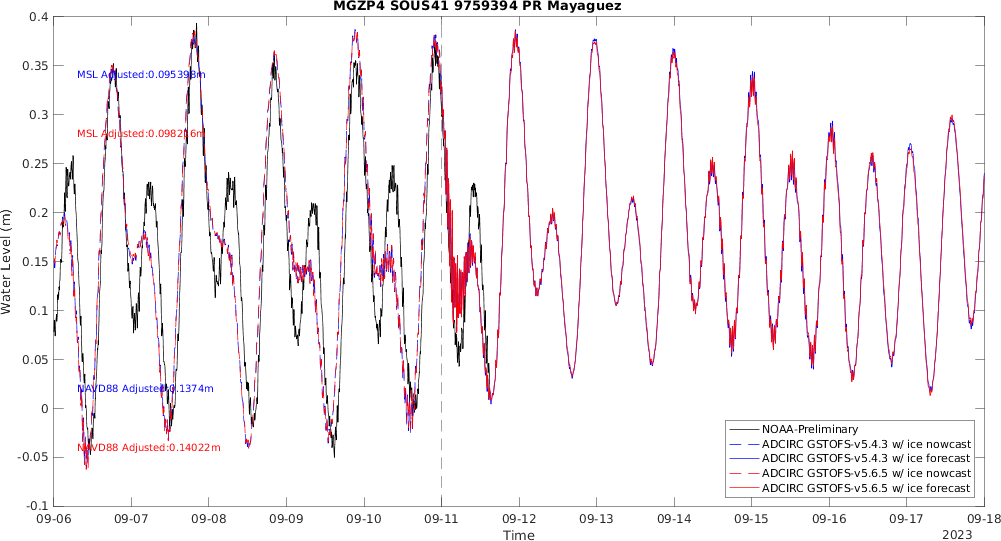 MGZP4 SOUS41 9759394 PR Mayaguez
0.4
0.35
0.3
0.25
0.2
0.15
0.1
0.05
0
-0.05
-0.1
Water Level (m)
MSL Adjusted:0.095398m
MSL Adjusted:0.098226m
NAVD88 Adjusted:0.1374m
NAVD88 Adjusted:0.14022m
NOAA-Preliminary
ADCIRC GSTOFS-v5.4.3 w/ ice nowcast
ADCIRC GSTOFS-v5.4.3 w/ ice forecast
ADCIRC GSTOFS-v5.6.5 w/ ice nowcast
ADCIRC GSTOFS-v5.6.5 w/ ice forecast
09-06 09-07 09-08 09-09 09-10 09-11 09-12 09-13 09-14 09-15 09-16 09-17 09-18
Time
2023